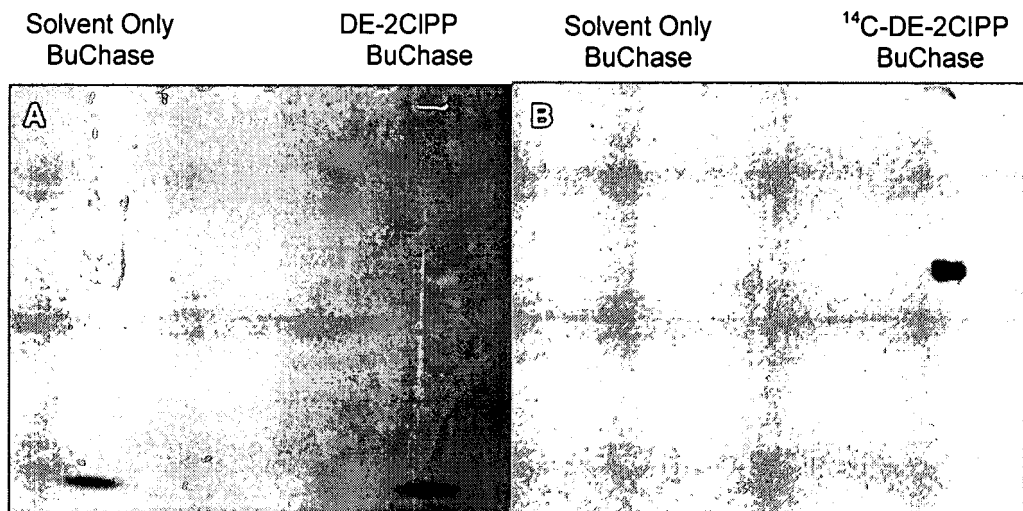 Solvent Only
BuChase
DE-2ClPP
BuChase
Solvent Only
BuChase
¹⁴C-DE-2ClPP
BuChase
A
B